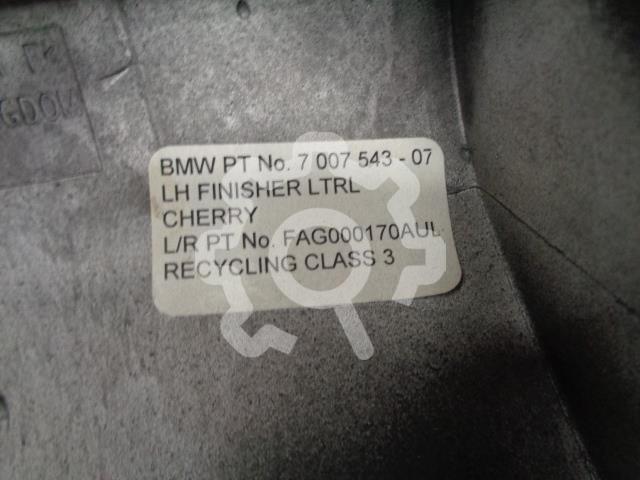 BMW PT No. 7 007 543 - 07
LH FINISHER LTRL
CHERRY
L/R PT No. FAG000170AUL
RECYCLING CLASS 3